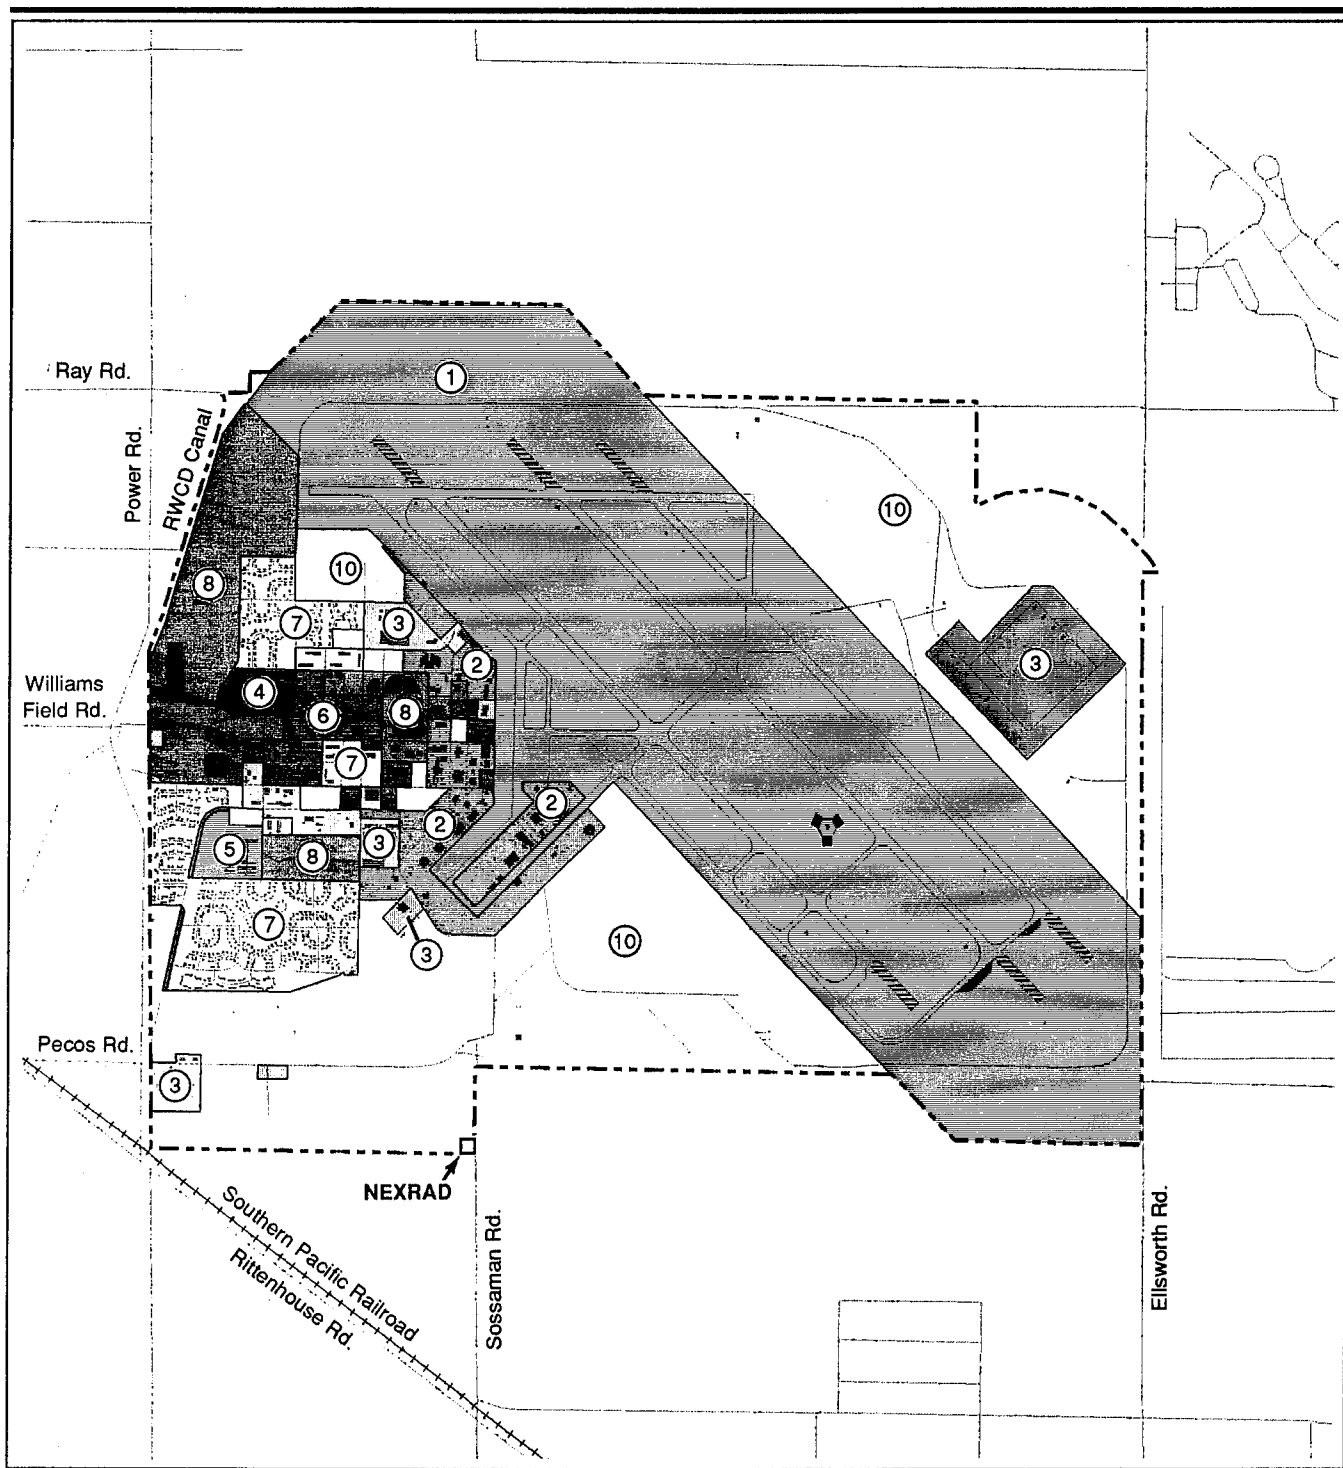 1
Ray Rd.
Power Rd.
RWCD Canal
10
10
8
7
3
3
2
Williams
Field Rd.
4
6
8
7
2
2
5
8
3
7
3
10
Pecos Rd.
3
NEXRAD
Southern Pacific Railroad
Rittenhouse Rd.
Sossaman Rd.
Ellsworth Rd.